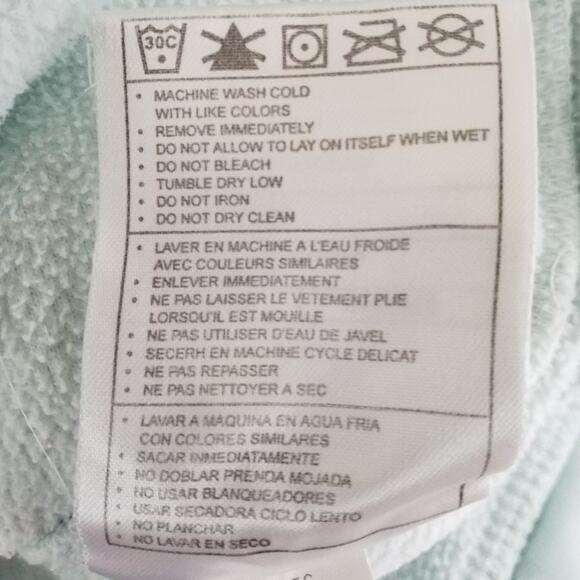 30C
• MACHINE WASH COLD
WITH LIKE COLORS
• REMOVE IMMEDIATELY
• DO NOT ALLOW TO LAY ON ITSELF WHEN WET
• DO NOT BLEACH
• TUMBLE DRY LOW
• DO NOT IRON
• DO NOT DRY CLEAN
• LAVER EN MACHINE A L'EAU FROIDE
AVEC COULEURS SIMILAIRES
• ENLEVER IMMEDIATEMENT
• NE PAS LAISSER LE VETEMENT PLIE
LORSQU'IL EST MOUILLE
• NE PAS UTILISER D'EAU DE JAVEL
• SECERH EN MACHINE CYCLE DELICAT
• NE PAS REPASSER
• NE PAS NETTOYER A SEC
• LAVAR A MAQUINA EN AGUA FRIA
CON COLORES SIMILARES
• SACAR INMEDIATAMENTE
• NO DOBLAR PRENDA MOJADA
• NO USAR BLANQUEADORES
• USAR SECADORA CICLO LENTO
• NO PLANCHAR
• NO LAVAR EN SECO